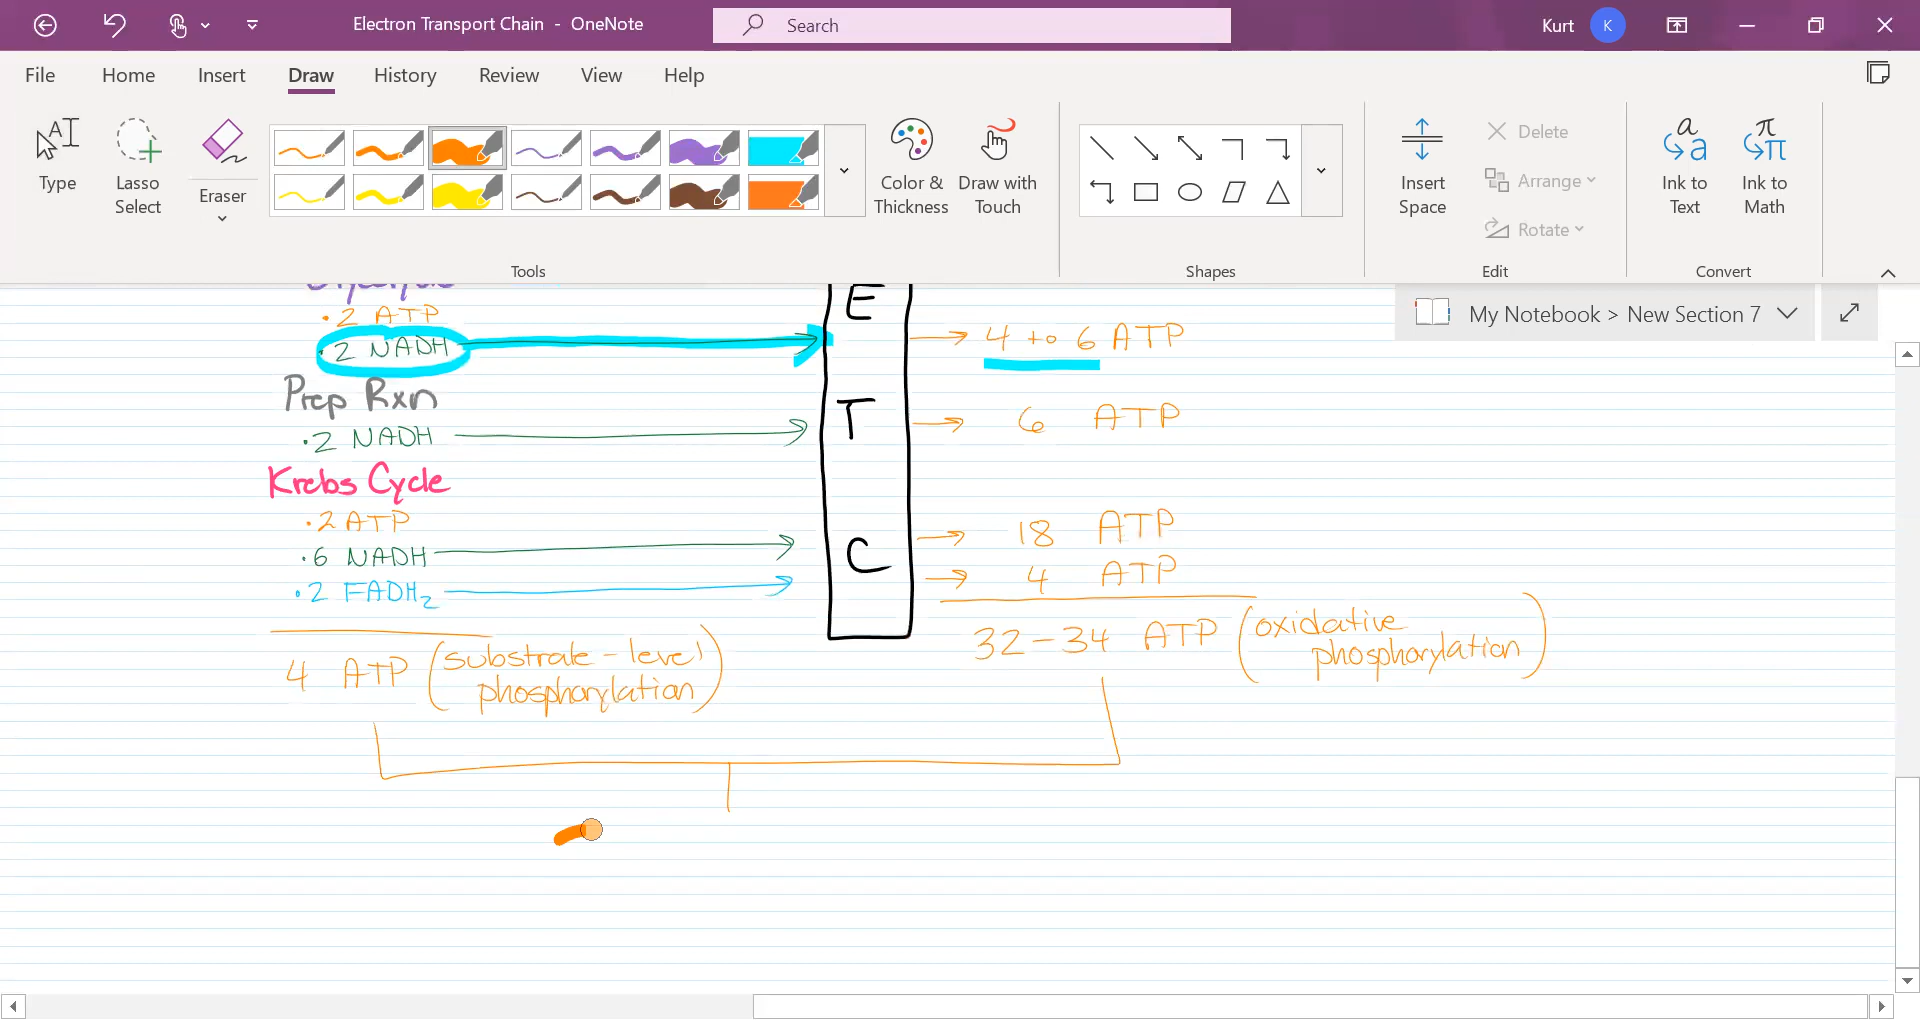 Electron Transport Chain - OneNote
Search
Kurt K
File Home Insert Draw History Review View Help
Type
Lasso Select
Eraser
Color & Thickness
Draw with Touch
Insert Space
Delete
Arrange
Rotate
Ink to Text
Ink to Math
Tools
Shapes
Edit
Convert
My Notebook > New Section 7
· 2 ATP
· 2 NADH
E
4 to 6 ATP
Prep Rxn
· 2 NADH
T
6 ATP
Krebs Cycle
· 2 ATP
18 ATP
· 6 NADH
C
4 ATP
· 2 FADH₂
4 ATP (substrate-level phosphorylation)
32-34 ATP (oxidative phosphorylation)